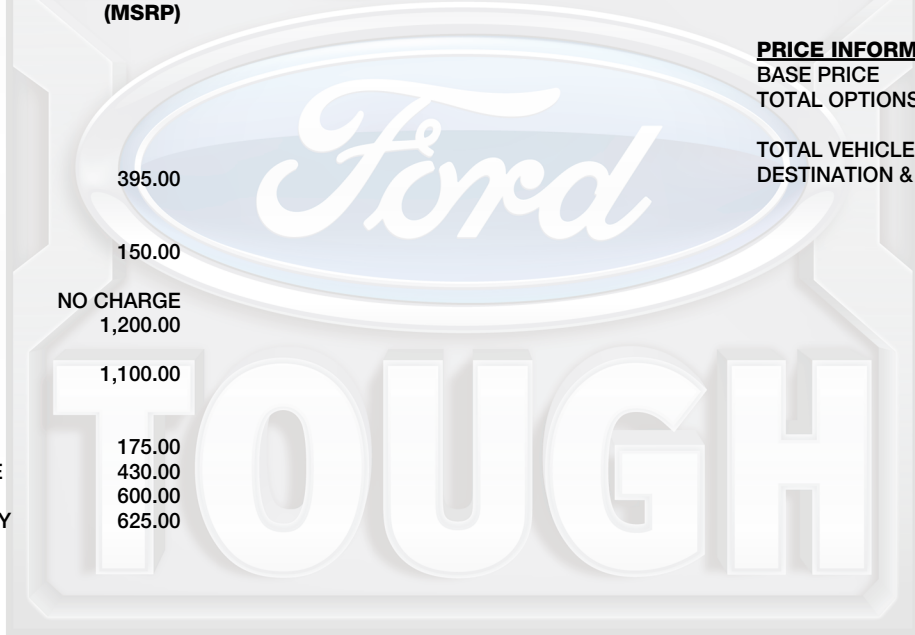 (MSRP)
PRICE INFORM
BASE PRICE
TOTAL OPTIONS
TOTAL VEHICLE
DESTINATION &
395.00
150.00
NO CHARGE
1,200.00
1,100.00
175.00
E 430.00
600.00
Y 625.00
Ford
TOUGH